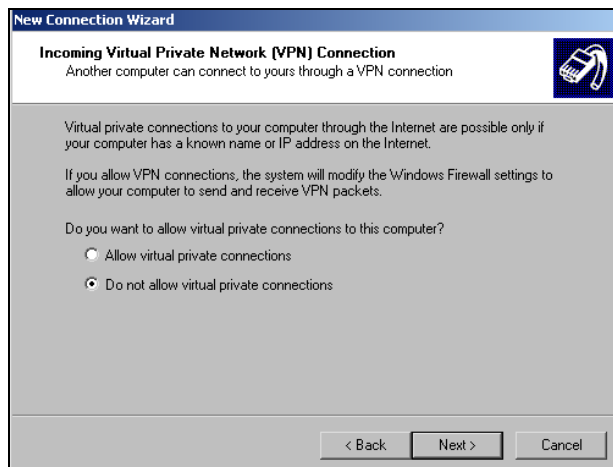 New Connection Wizard
Incoming Virtual Private Network (VPN) Connection
Another computer can connect to yours through a VPN connection
Virtual private connections to your computer through the Internet are possible only if
your computer has a known name or IP address on the Internet.
If you allow VPN connections, the system will modify the Windows Firewall settings to
allow your computer to send and receive VPN packets.
Do you want to allow virtual private connections to this computer?
Allow virtual private connections
Do not allow virtual private connections
< Back Next > Cancel